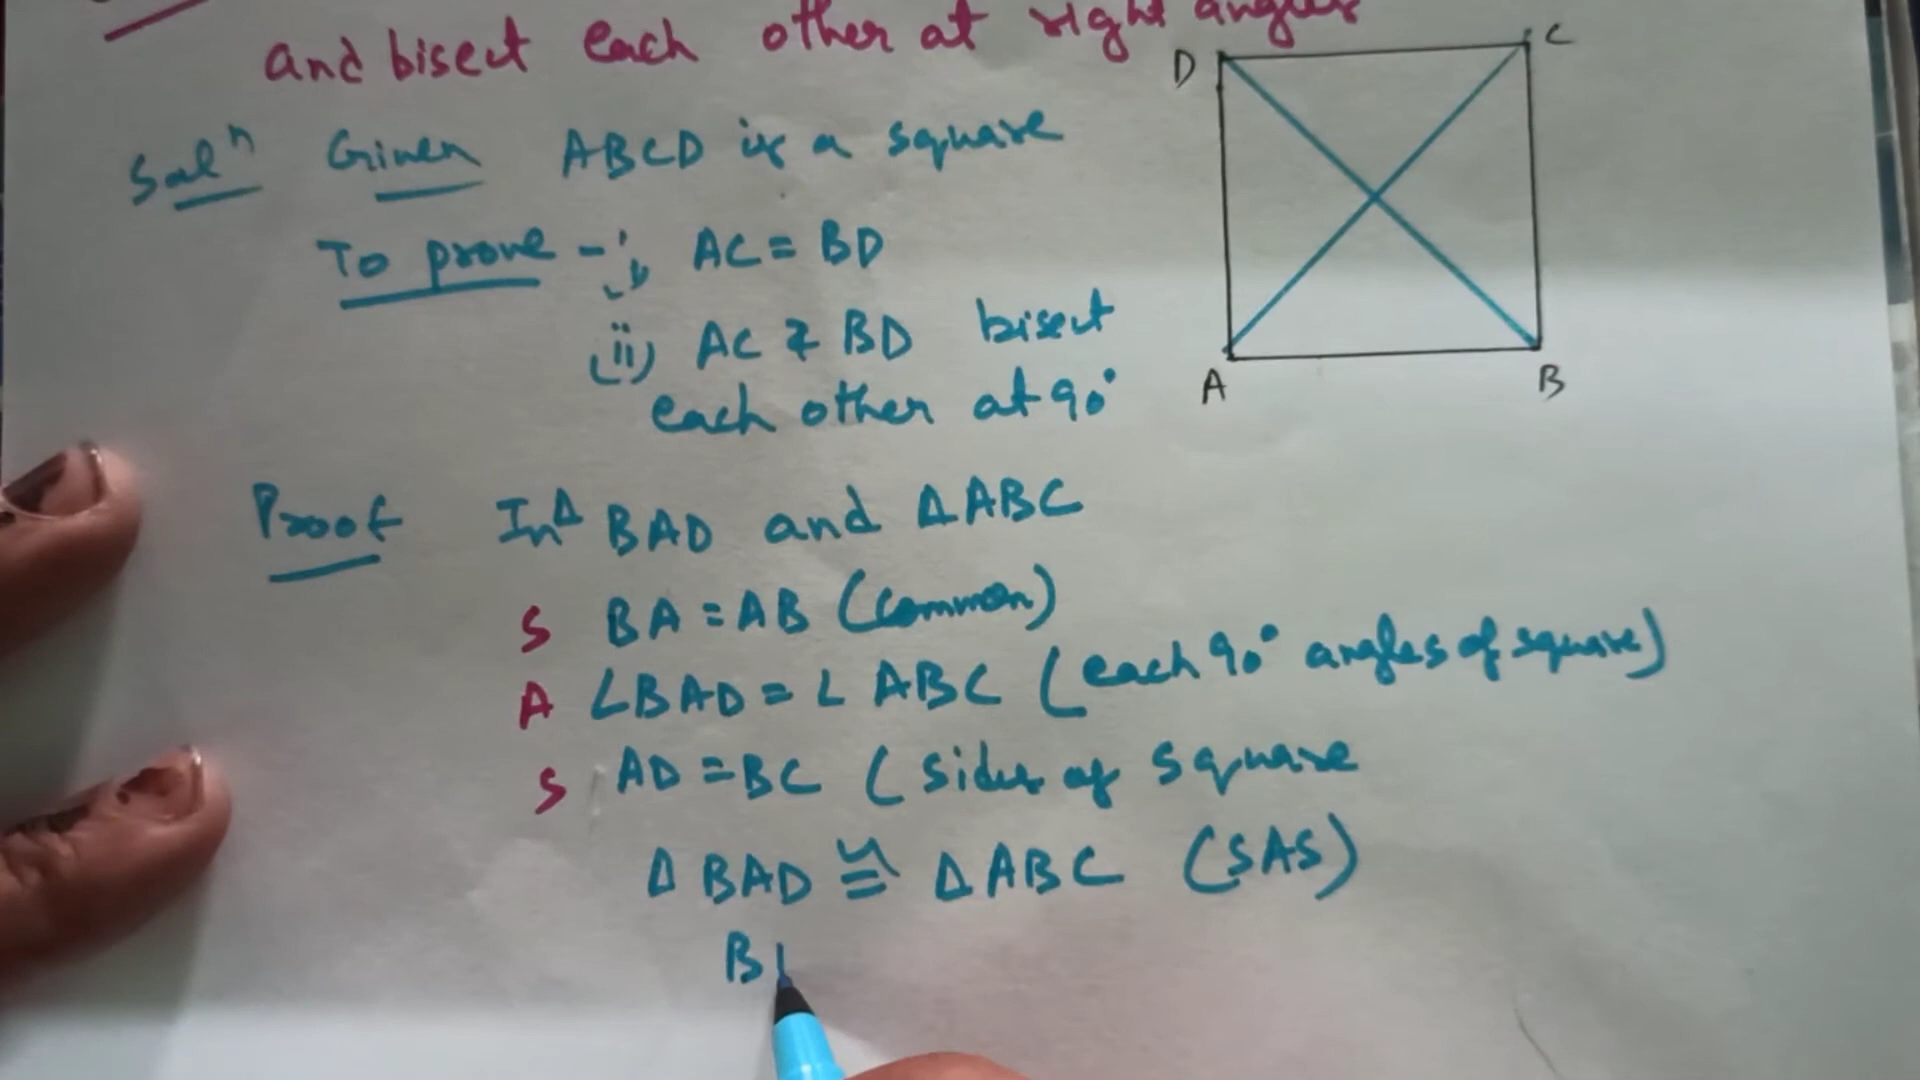 and bisect each other at right angles
D
C
Solⁿ Given ABCD is a square
To prove - i) AC = BD
(ii) AC & BD bisect
each other at 90°
A
B
Proof In Δ BAD and Δ ABC
S BA = AB (common)
A ∠BAD = ∠ABC (each 90° angles of square)
S AD = BC (sides of square
Δ BAD ≅ Δ ABC (SAS)
B